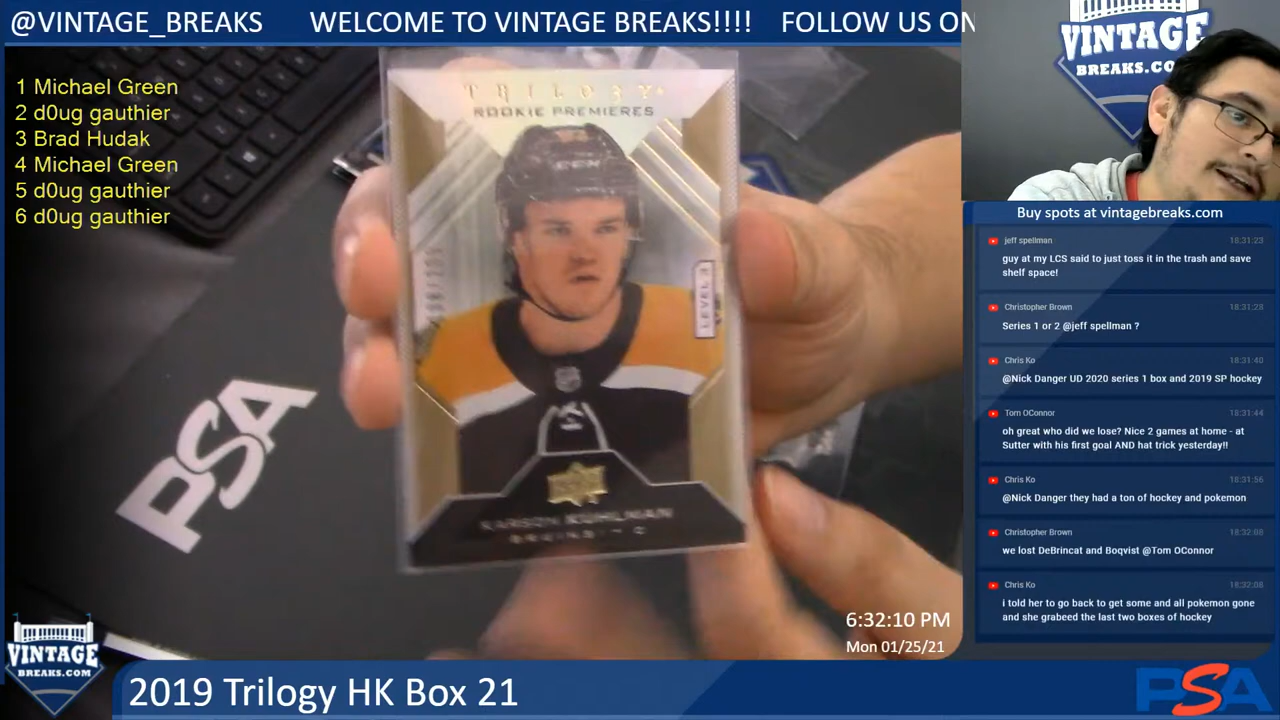 @VINTAGE_BREAKS WELCOME TO VINTAGE BREAKS!!!! FOLLOW US ON
1 Michael Green
2 d0ug gauthier
3 Brad Hudak
4 Michael Green
5 d0ug gauthier
6 d0ug gauthier
TRILOGY
ROOKIE PREMIERES
CCM
LEVEL 3
KARSON KUHLMAN
BRUINS C
PSA
VINTAGE
BREAKS.COM
Buy spots at vintagebreaks.com
jeff spellman 18:31:23
guy at my LCS said to just toss it in the trash and save
shelf space!
Christopher Brown 18:31:28
Series 1 or 2 @jeff spellman ?
Chris Ko 18:31:40
@Nick Danger UD 2020 series 1 box and 2019 SP hockey
Tom OConnor 18:31:44
oh great who did we lose? Nice 2 games at home - at
Sutter with his first goal AND hat trick yesterday!!
Chris Ko 18:31:56
@Nick Danger they had a ton of hockey and pokemon
Christopher Brown 18:32:08
we lost DeBrincat and Boqvist @Tom OConnor
Chris Ko 18:32:08
i told her to go back to get some and all pokemon gone
and she grabeed the last two boxes of hockey
6:32:10 PM
Mon 01/25/21
VINTAGE
BREAKS.COM
2019 Trilogy HK Box 21
PSA